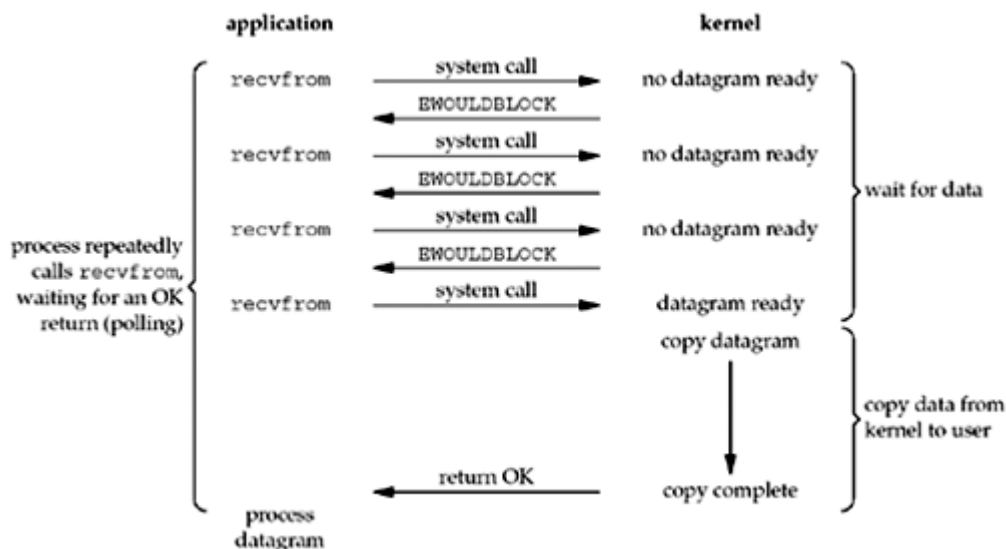 application
kernel
recvfrom
system call
no datagram ready
EWOULDBLOCK
recvfrom
system call
no datagram ready
EWOULDBLOCK
recvfrom
system call
no datagram ready
EWOULDBLOCK
recvfrom
system call
datagram ready
wait for data
process repeatedly
calls recvfrom,
waiting for an OK
return (polling)
copy datagram
copy data from
kernel to user
return OK
copy complete
process
datagram